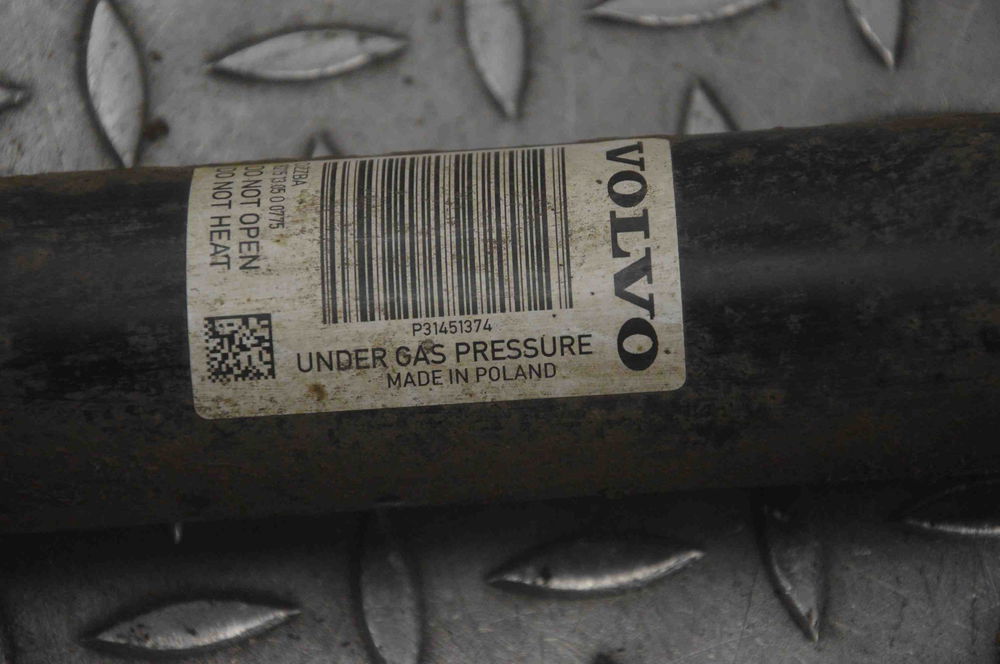 VOLVO
P31451374
UNDER GAS PRESSURE
MADE IN POLAND
DO NOT OPEN
DO NOT HEAT